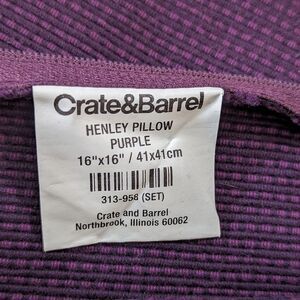 Crate&Barrel
HENLEY PILLOW
PURPLE
16"x16" / 41x41cm
313-958 (SET)
Crate and Barrel
Northbrook, Illinois 60062